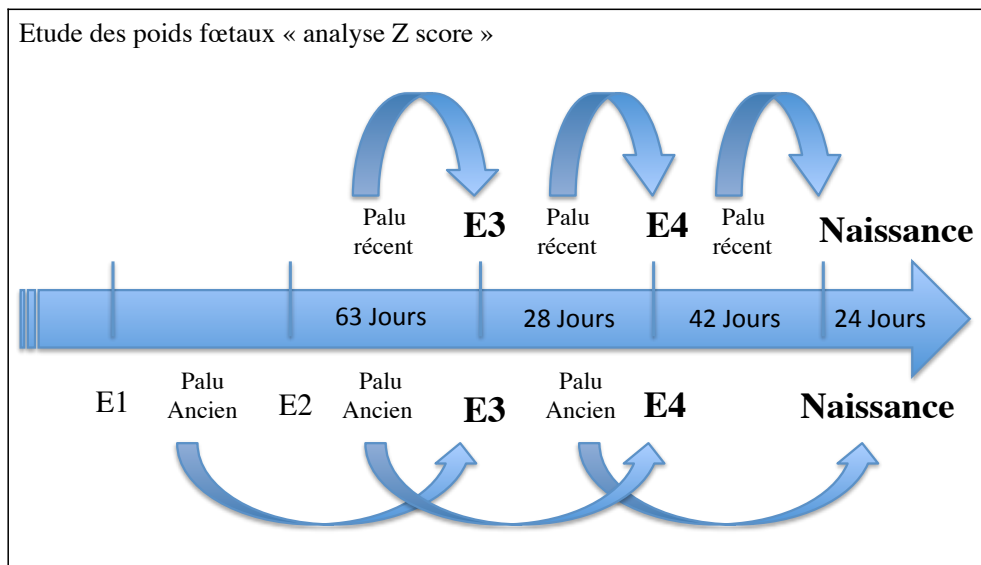 Etude des poids fœtaux « analyse Z score »
Palu
récent
E3
Palu
récent
E4
Palu
récent
Naissance
63 Jours
28 Jours
42 Jours
24 Jours
E1
Palu
Ancien
E2
Palu
Ancien
E3
Palu
Ancien
E4
Naissance